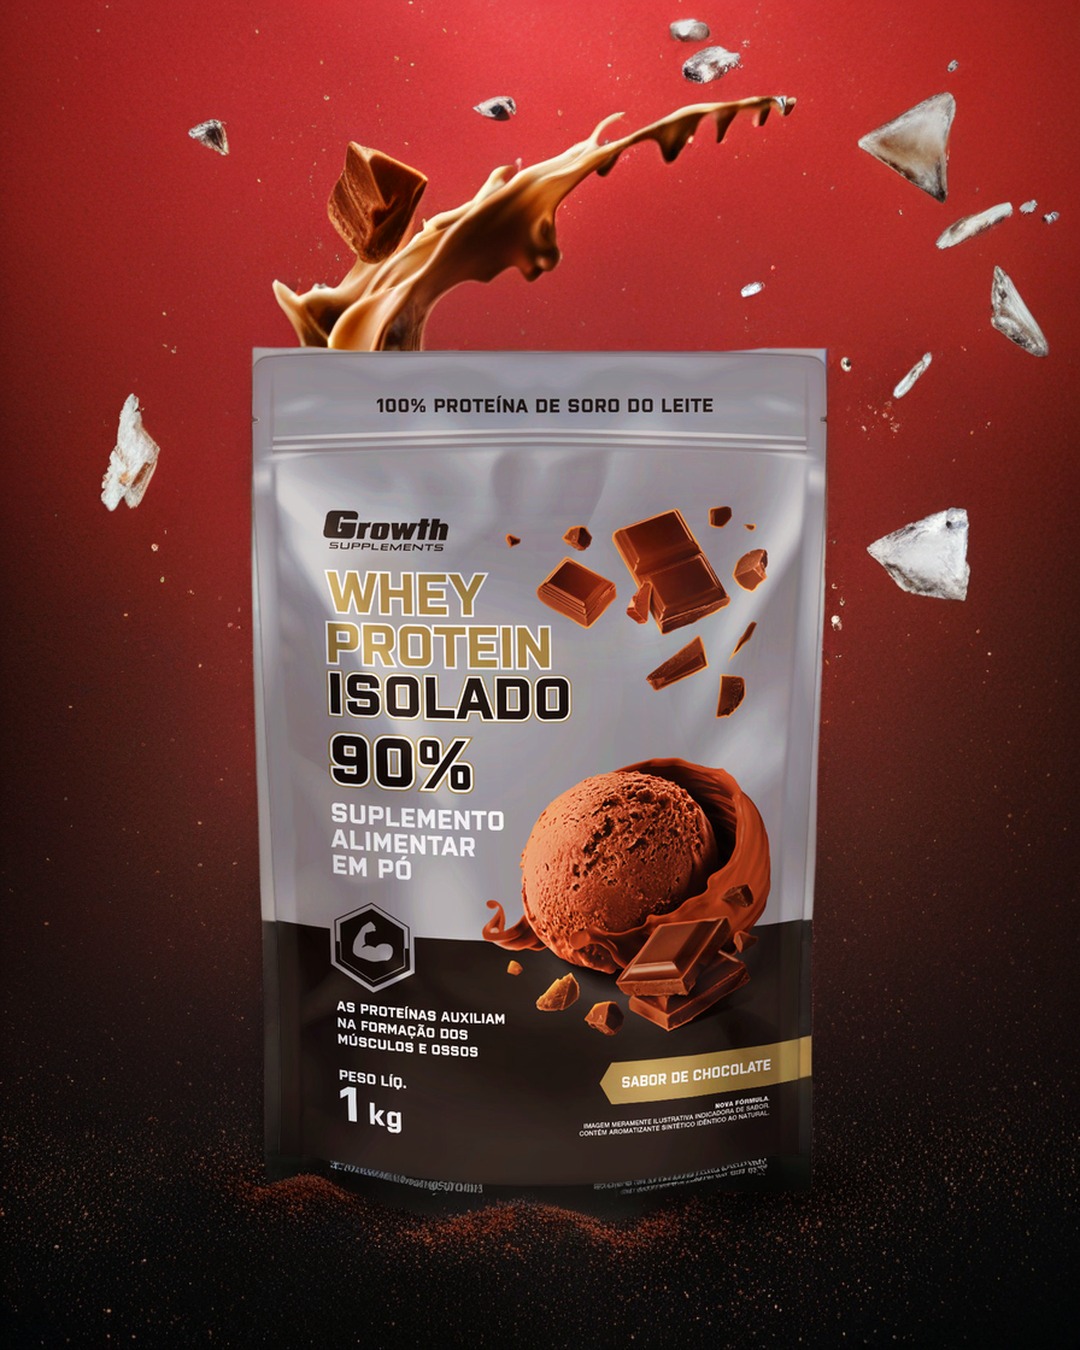 100% PROTEÍNA DE SORO DO LEITE
Growth
SUPPLEMENTS
WHEY
PROTEIN
ISOLADO
90%
SUPLEMENTO
ALIMENTAR
EM PÓ
AS PROTEÍNAS AUXILIAM
NA FORMAÇÃO DOS
MÚSCULOS E OSSOS
PESO LÍQ.
1 kg
SABOR DE CHOCOLATE
NOVA FÓRMULA.
IMAGEM MERAMENTE ILUSTRATIVA INDICADORA DE SABOR.
CONTÉM AROMATIZANTE SINTÉTICO IDÊNTICO AO NATURAL.